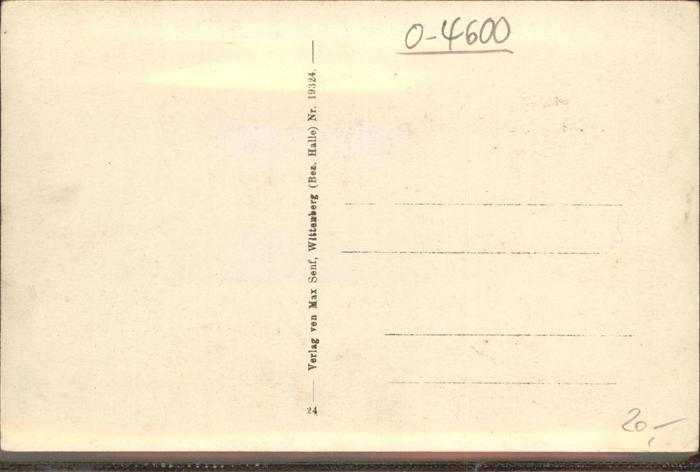 0-4600
Verlag von Max Senf, Wittenberg (Bez. Halle) Nr. 19324.
24
20,-